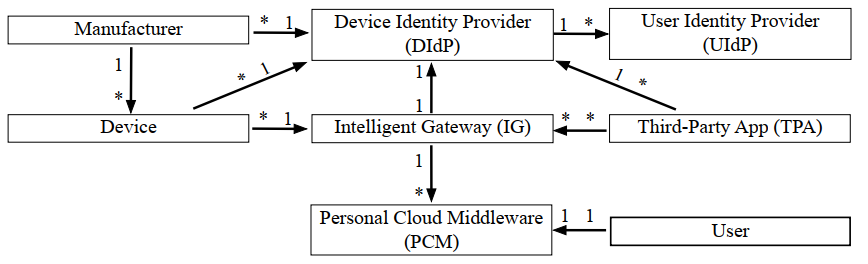 Manufacturer
* 1
Device Identity Provider
(DIdP)
1 *
User Identity Provider
(UIdP)
1
*
* 1
1
1
1 *
Device
* 1
Intelligent Gateway (IG)
* *
Third-Party App (TPA)
1
*
Personal Cloud Middleware
(PCM)
1 1
User